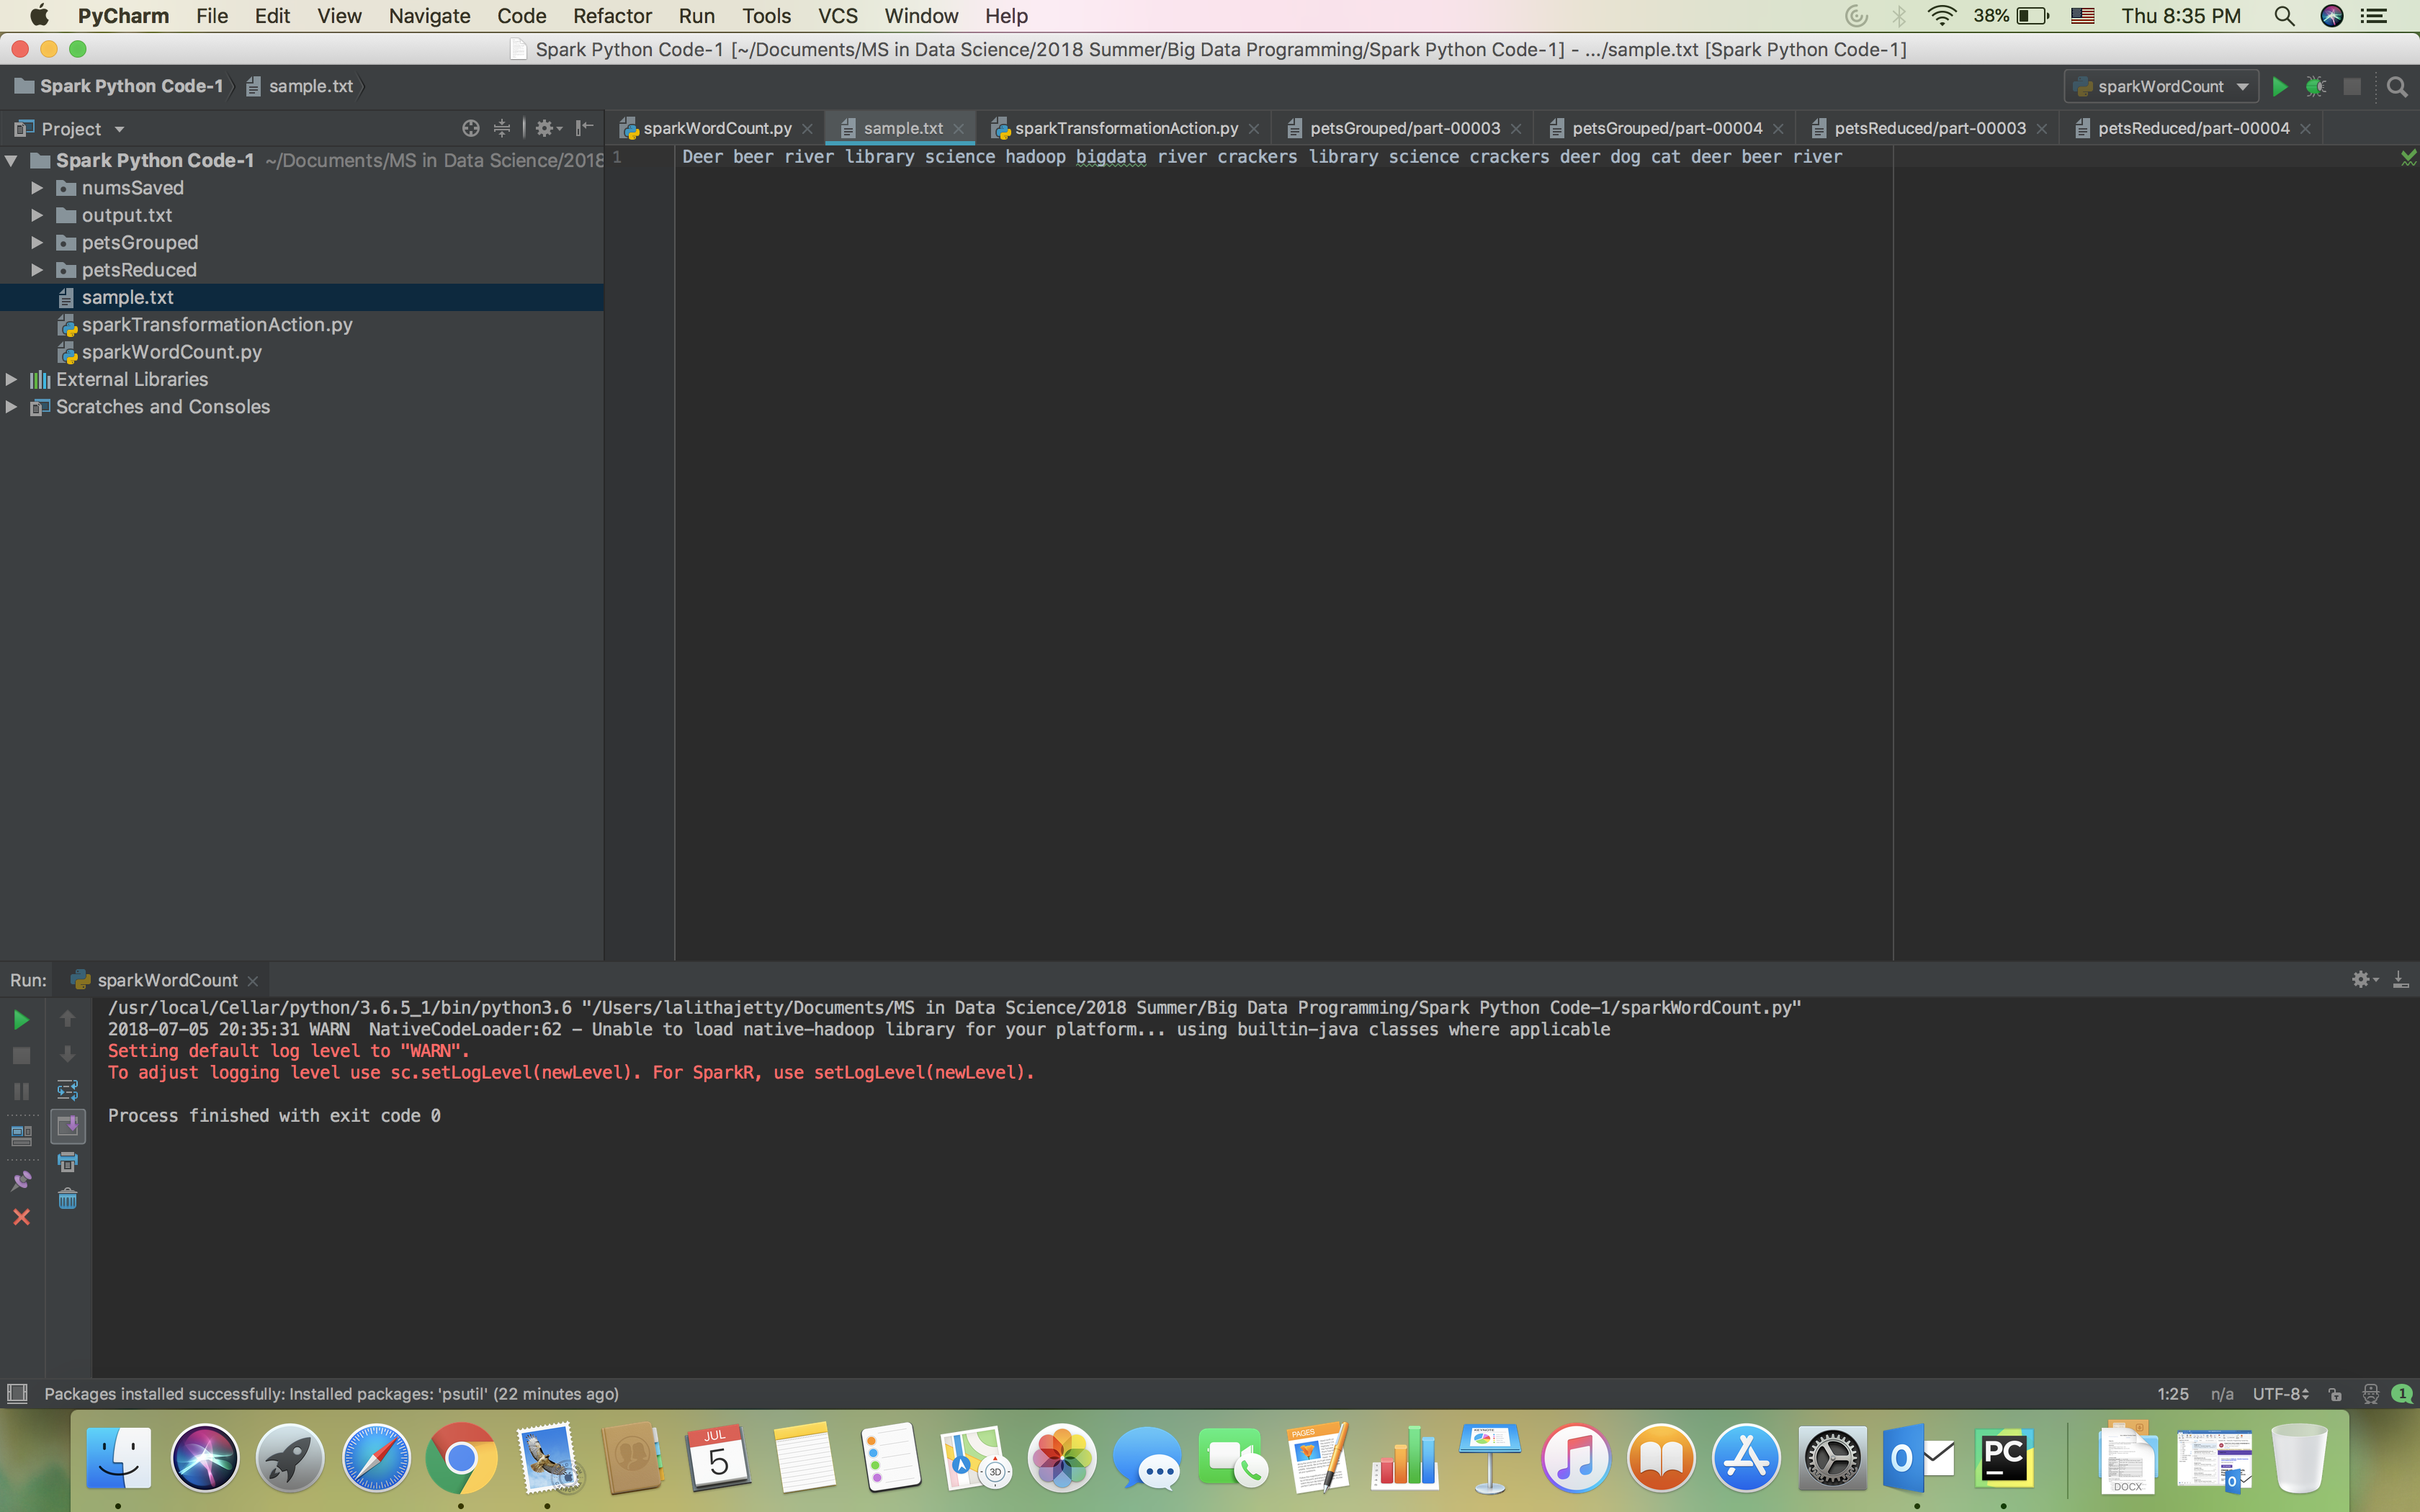 PyCharm File Edit View Navigate Code Refactor Run Tools VCS Window Help 38% Thu 8:35 PM
Spark Python Code-1 [~/Documents/MS in Data Science/2018 Summer/Big Data Programming/Spark Python Code-1] - .../sample.txt [Spark Python Code-1]
Spark Python Code-1 sample.txt sparkWordCount
Project sparkWordCount.py sample.txt sparkTransformationAction.py petsGrouped/part-00003 petsGrouped/part-00004 petsReduced/part-00003 petsReduced/part-00004
Spark Python Code-1 ~/Documents/MS in Data Science/2018
1 Deer beer river library science hadoop bigdata river crackers library science crackers deer dog cat deer beer river
numsSaved
output.txt
petsGrouped
petsReduced
sample.txt
sparkTransformationAction.py
sparkWordCount.py
External Libraries
Scratches and Consoles
Run: sparkWordCount
/usr/local/Cellar/python/3.6.5_1/bin/python3.6 "/Users/lalithajetty/Documents/MS in Data Science/2018 Summer/Big Data Programming/Spark Python Code-1/sparkWordCount.py"
2018-07-05 20:35:31 WARN  NativeCodeLoader:62 - Unable to load native-hadoop library for your platform... using builtin-java classes where applicable
Setting default log level to "WARN".
To adjust logging level use sc.setLogLevel(newLevel). For SparkR, use setLogLevel(newLevel).
Process finished with exit code 0
Packages installed successfully: Installed packages: 'psutil' (22 minutes ago) 1:25 n/a UTF-8 1
JUL
5
3D
PAGES
O
PC
DOCX